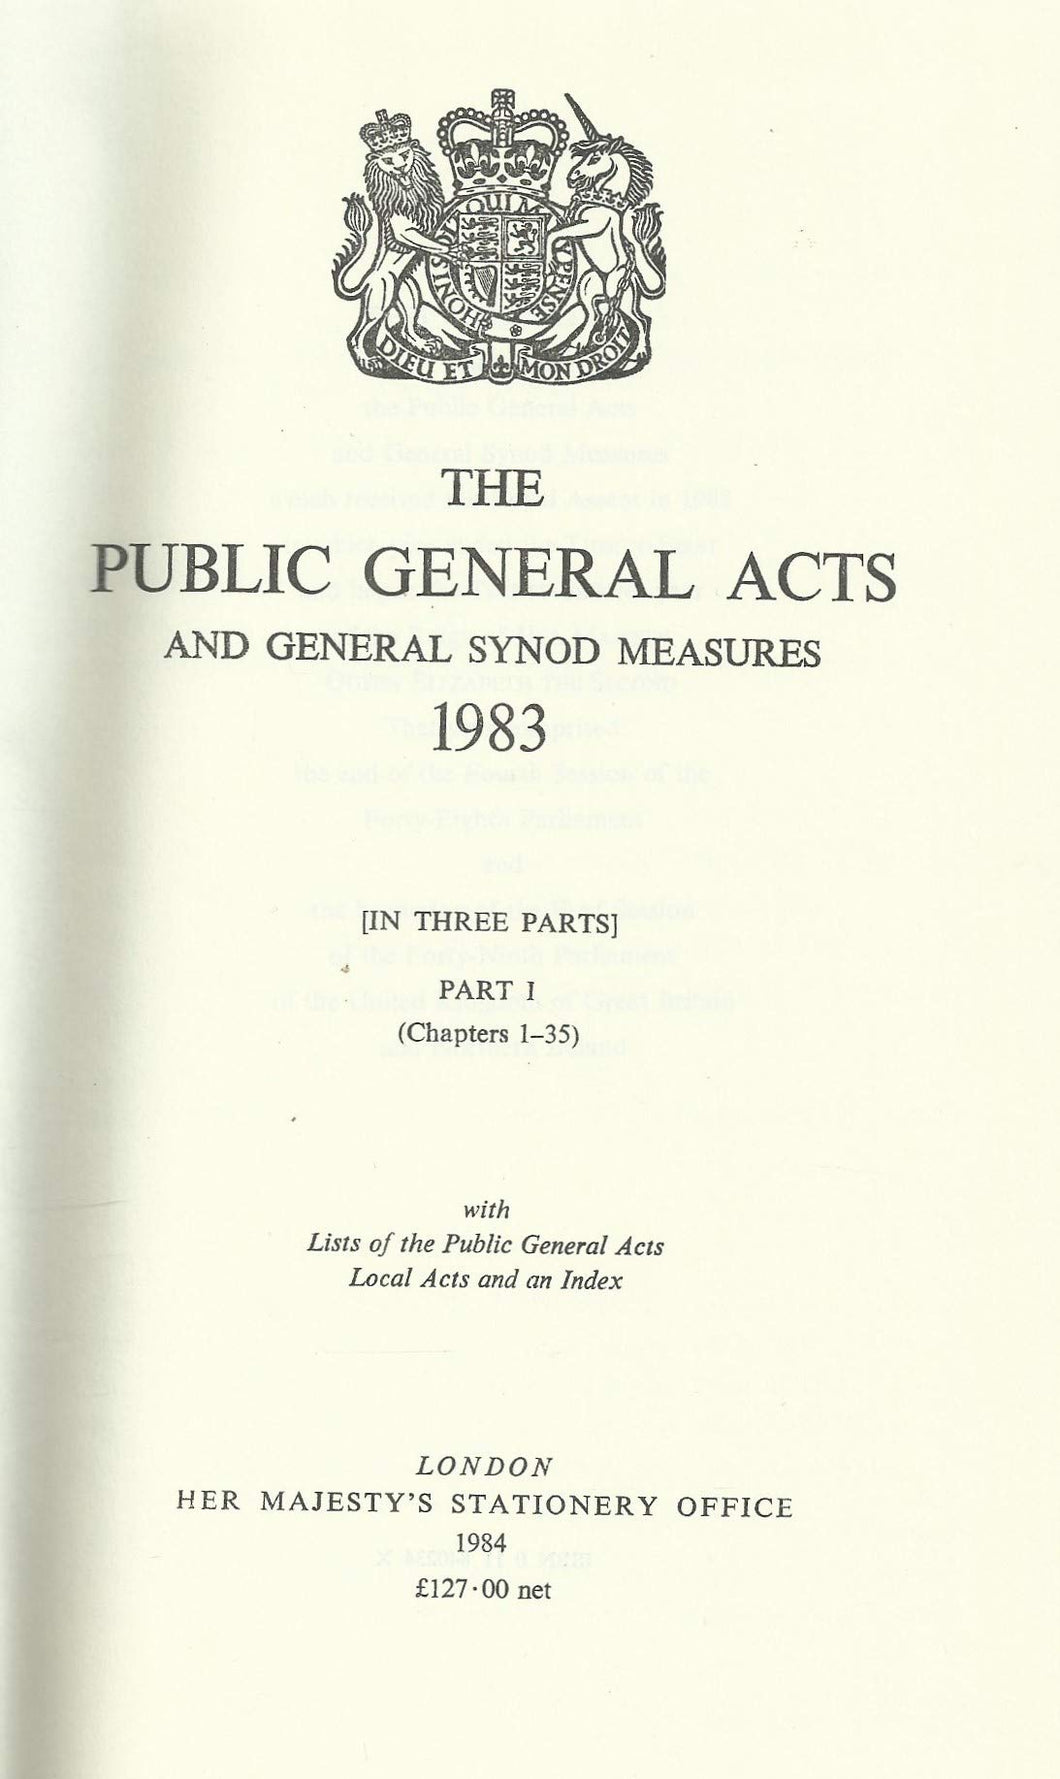 QUI M
HONI S
Y PENSE
DIEU ET MON DROIT
THE
PUBLIC GENERAL ACTS
AND GENERAL SYNOD MEASURES
1983
[IN THREE PARTS]
PART I
(Chapters 1–35)
with
Lists of the Public General Acts
Local Acts and an Index
LONDON
HER MAJESTY'S STATIONERY OFFICE
1984
£127·00 net